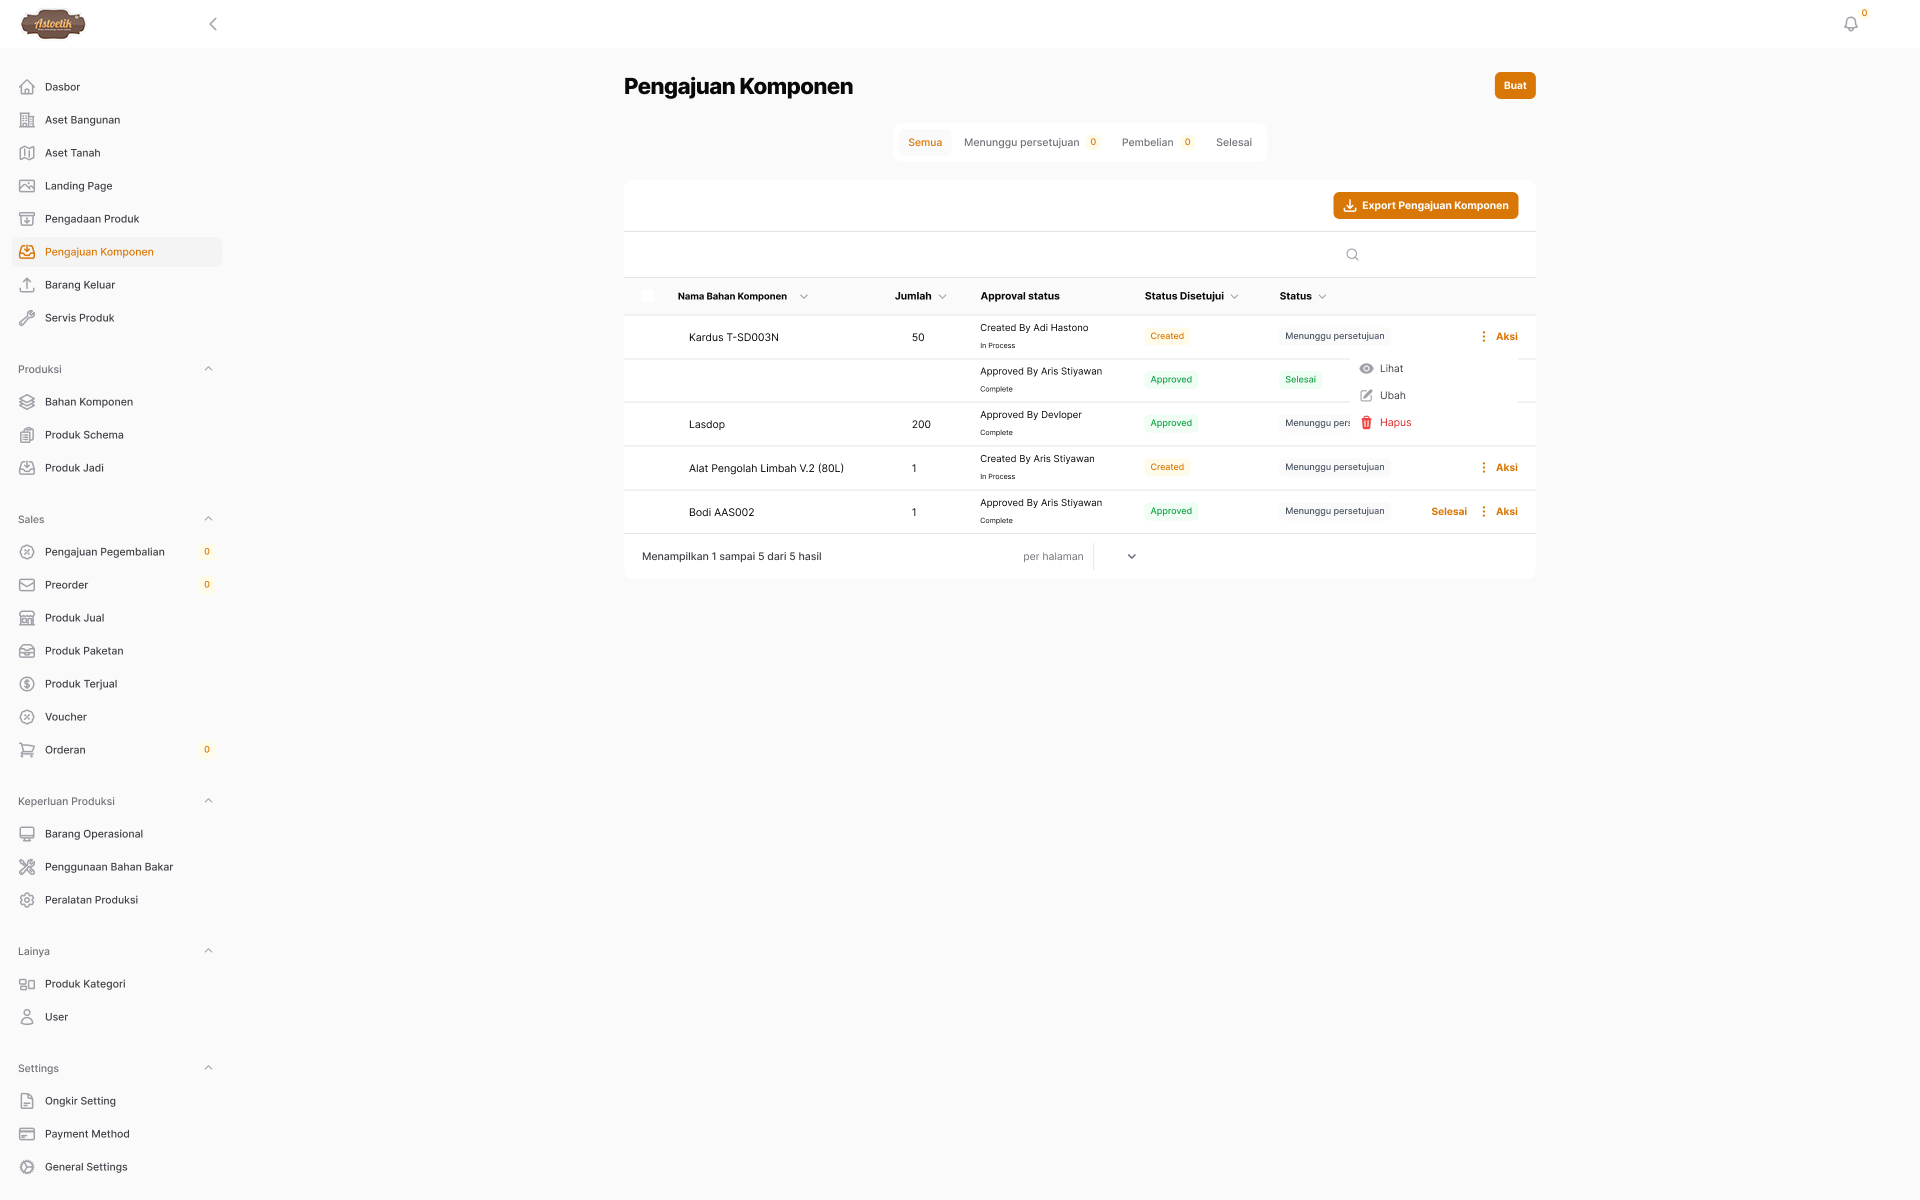 Astoetik
0
Dasbor
Aset Bangunan
Aset Tanah
Landing Page
Pengadaan Produk
Pengajuan Komponen
Barang Keluar
Servis Produk
Produksi
Bahan Komponen
Produk Schema
Produk Jadi
Sales
Pengajuan Pegembalian 0
Preorder 0
Produk Jual
Produk Paketan
Produk Terjual
Voucher
Orderan 0
Keperluan Produksi
Barang Operasional
Penggunaan Bahan Bakar
Peralatan Produksi
Lainya
Produk Kategori
User
Settings
Ongkir Setting
Payment Method
General Settings
Pengajuan Komponen
Buat
Semua Menunggu persetujuan 0 Pembelian 0 Selesai
Export Pengajuan Komponen
Nama Bahan Komponen Jumlah Approval status Status Disetujui Status
Kardus T-SD003N 50 Created By Adi Hastono Created Menunggu persetujuan Aksi
In Process
Approved By Aris Stiyawan Approved Selesai
Complete
Lihat
Ubah
Hapus
Lasdop 200 Approved By Devloper Approved Menunggu pers
Complete
Alat Pengolah Limbah V.2 (80L) 1 Created By Aris Stiyawan Created Menunggu persetujuan Aksi
In Process
Bodi AAS002 1 Approved By Aris Stiyawan Approved Menunggu persetujuan Selesai Aksi
Complete
Menampilkan 1 sampai 5 dari 5 hasil per halaman